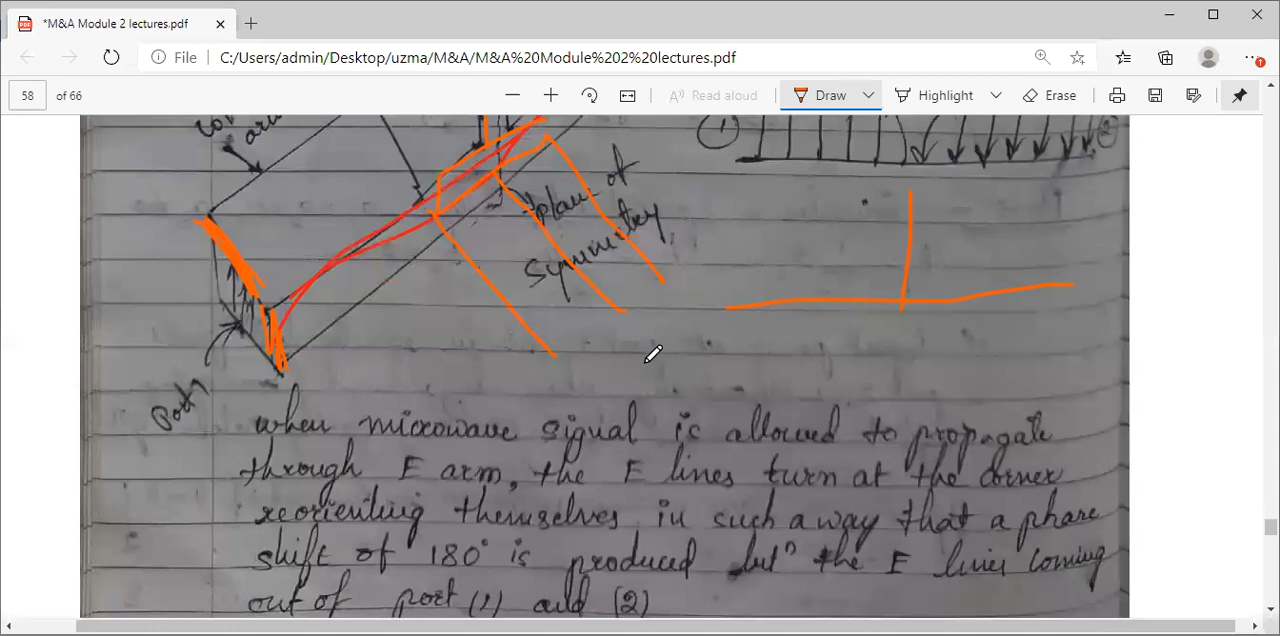 *M&A Module 2 lectures.pdf
File
C:/Users/admin/Desktop/uzma/M&A/M&A%20Module%202%20lectures.pdf
58 of 66
Read aloud
Draw
Highlight
Erase
1
2
plane of
Symmetry
Port 1
when microwave signal is allowed to propagate
through E arm, the E lines turn at the corner
reorienting themselves in such a way that a phase
shift of 180° is produced betn the E lines coming
out of port (1) and (2)